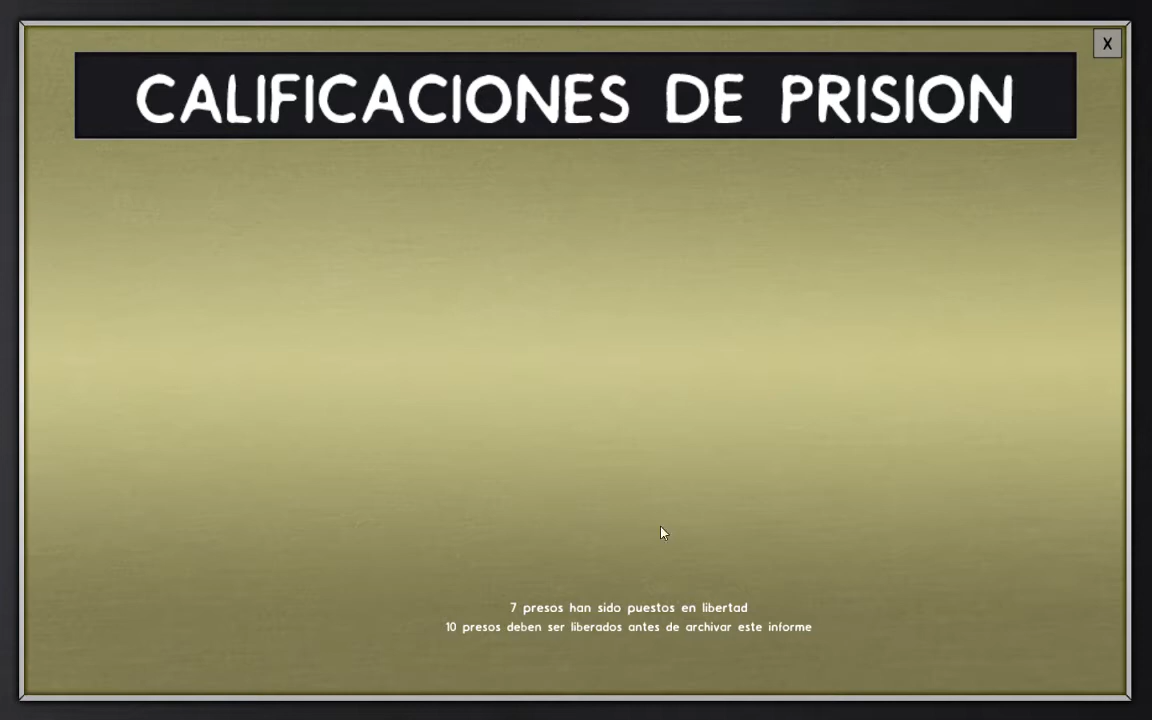 X
CALIFICACIONES DE PRISION
7 presos han sido puestos en libertad
10 presos deben ser liberados antes de archivar este informe